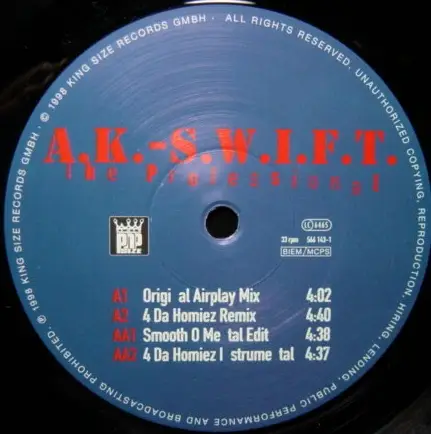 ℗ 1998 KING SIZE RECORDS GMBH · © 1998 KING SIZE RECORDS GMBH · ALL RIGHTS RESERVED. UNAUTHORIZED COPYING, REPRODUCTION, HIRING, LENDING, PUBLIC PERFORMANCE AND BROADCASTING PROHIBITED.
A.K.-S.W.I.F.T.
the professional
LC 6465
33 rpm 566 143-1
BIEM/MCPS
A1 Origi al Airplay Mix 4:02
A2 4 Da Homiez Remix 4:40
AA1 Smooth O Me tal Edit 4:38
AA2 4 Da Homiez I strume tal 4:37